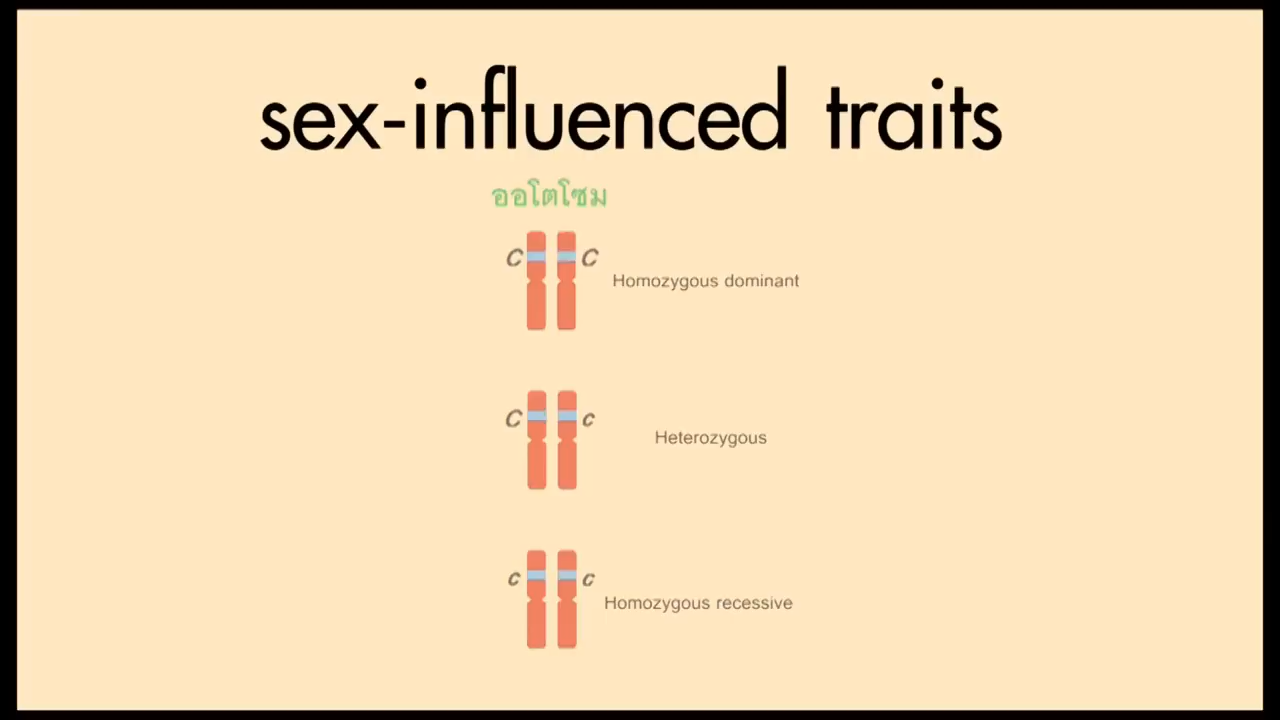 sex-influenced traits
ออโตโซม
C C
Homozygous dominant
C c
Heterozygous
c c
Homozygous recessive